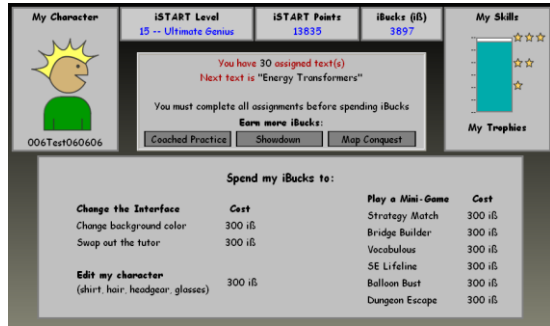 My Character
iSTART Level
15 -- Ultimate Genius
iSTART Points
13835
iBucks (iß)
3897
My Skills
You have 30 assigned text(s)
Next text is "Energy Transformers"
You must complete all assignments before spending iBucks
Earn more iBucks:
Coached Practice Showdown Map Conquest
006Test060606
My Trophies
Spend my iBucks to:
Change the Interface Cost
Change background color 300 iß
Swap out the tutor 300 iß
Edit my character 300 iß
(shirt, hair, headgear, glasses)
Play a Mini-Game Cost
Strategy Match 300 iß
Bridge Builder 300 iß
Vocabulous 300 iß
SE Lifeline 300 iß
Balloon Bust 300 iß
Dungeon Escape 300 iß